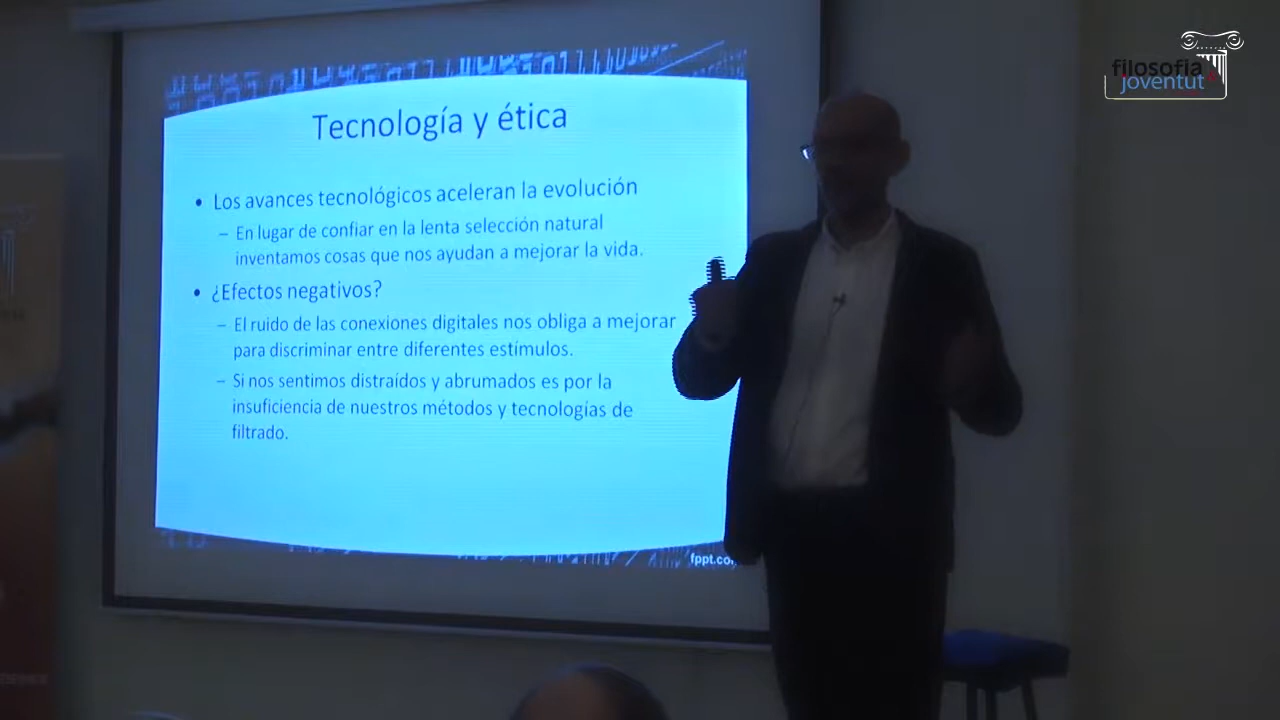 filosofia
joventut
Tecnología y ética
• Los avances tecnológicos aceleran la evolución
– En lugar de confiar en la lenta selección natural
inventamos cosas que nos ayudan a mejorar la vida.
• ¿Efectos negativos?
– El ruido de las conexiones digitales nos obliga a mejorar
para discriminar entre diferentes estímulos.
– Si nos sentimos distraídos y abrumados es por la
insuficiencia de nuestros métodos y tecnologías de
filtrado.
fppt.co